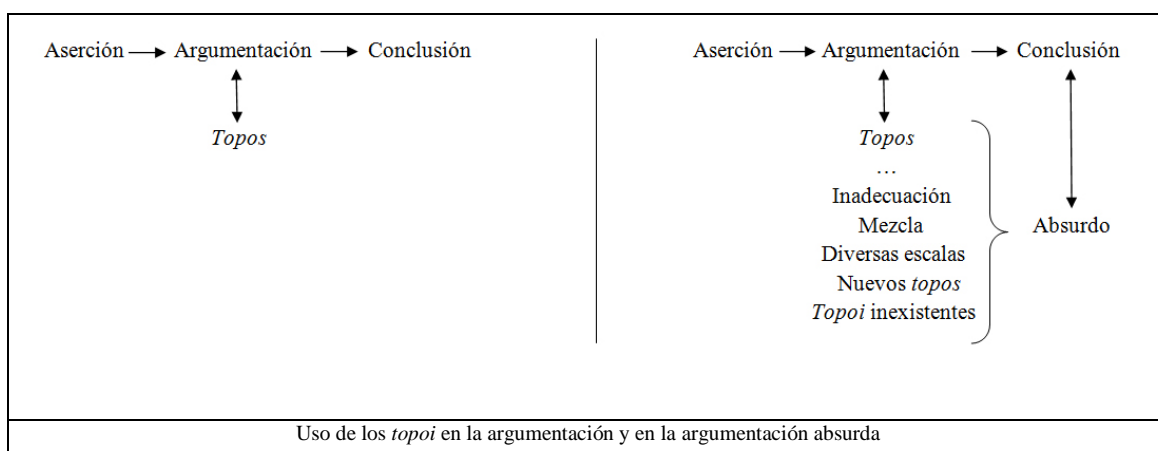 Aserción Argumentación Conclusión
Topos
Aserción Argumentación Conclusión
Topos
…
Inadecuación
Mezcla
Diversas escalas
Nuevos topos
Topoi inexistentes
Absurdo
Uso de los topoi en la argumentación y en la argumentación absurda